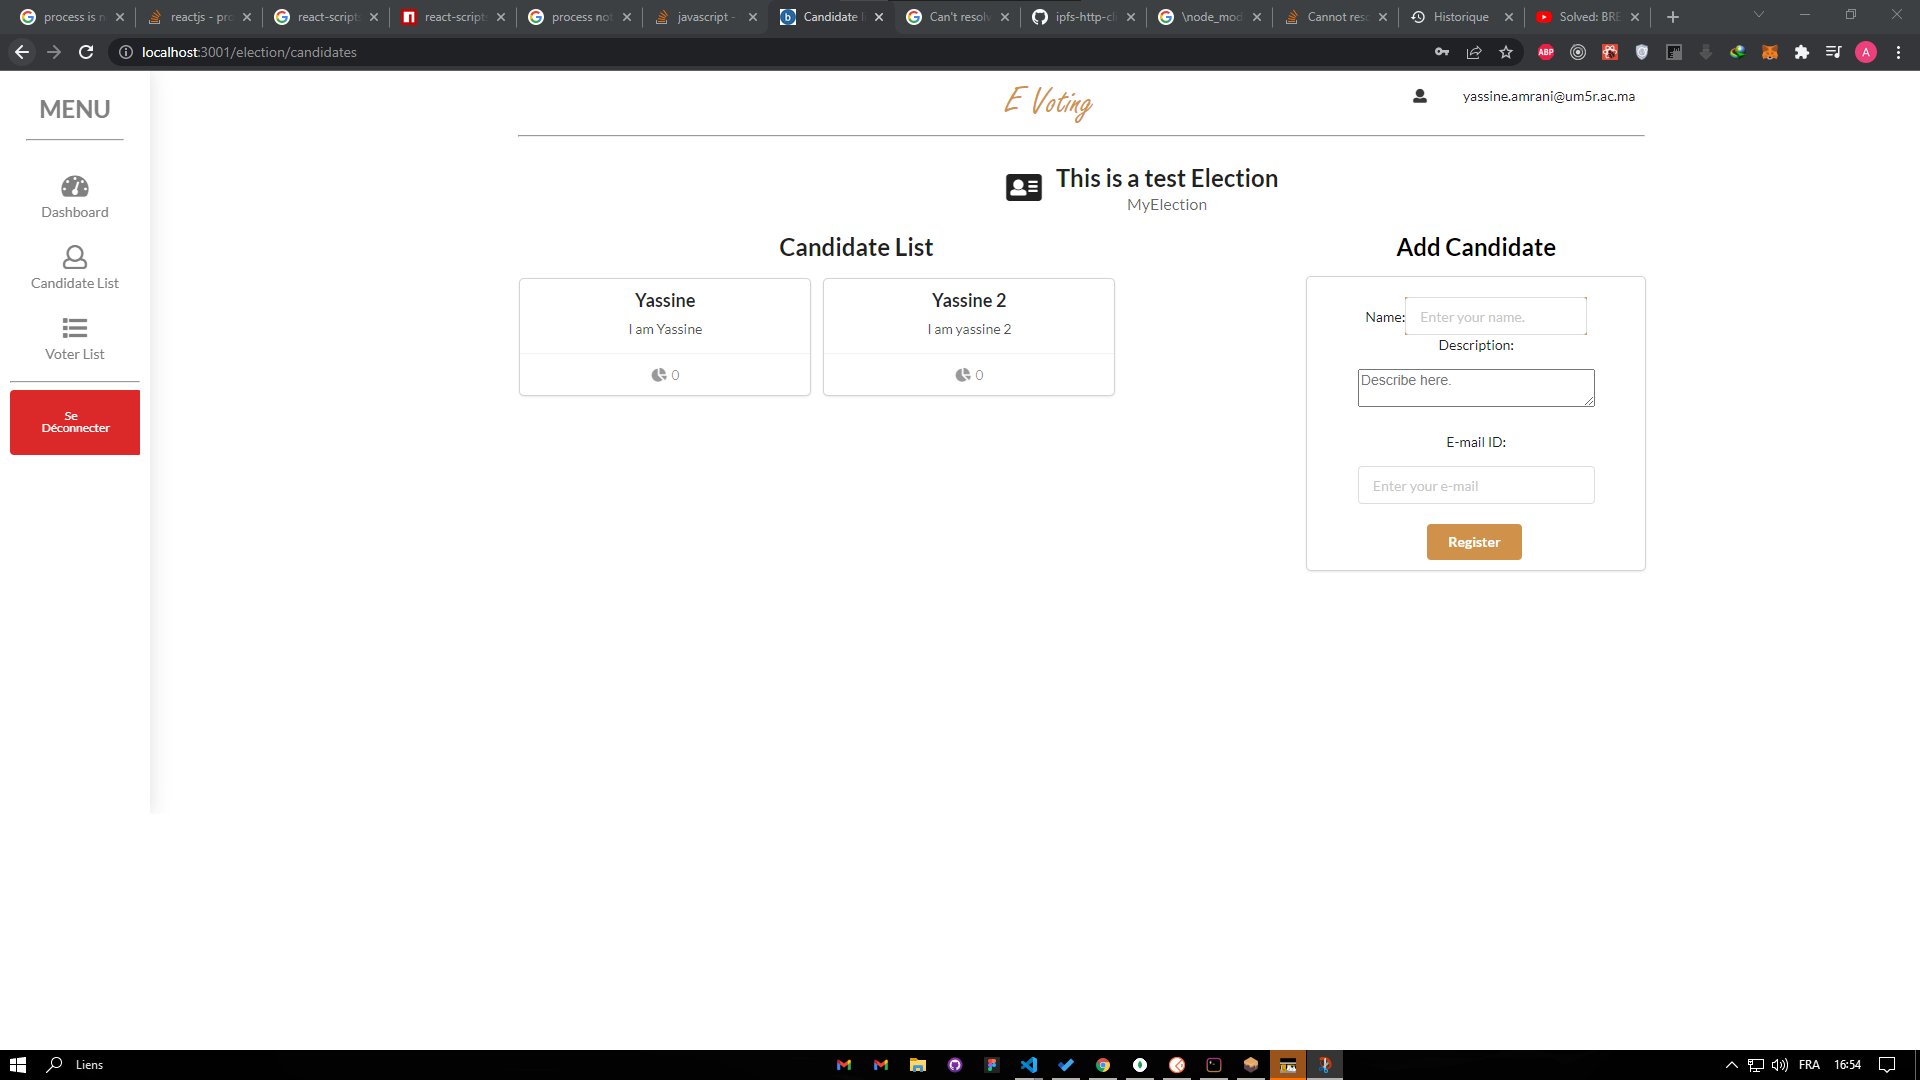 process is n
reactjs - pro
react-script
react-script
process not
javascript -
Candidate l
Can't resolv
ipfs-http-cli
\node_mod
Cannot reso
Historique
Solved: BRE
localhost:3001/election/candidates
ABP
A
MENU
Dashboard
Candidate List
Voter List
Se
Déconnecter
E Voting
yassine.amrani@um5r.ac.ma
This is a test Election
MyElection
Candidate List
Yassine
I am Yassine
0
Yassine 2
I am yassine 2
0
Add Candidate
Name: Enter your name.
Description:
Describe here.
E-mail ID:
Enter your e-mail
Register
Liens
FRA
16:54